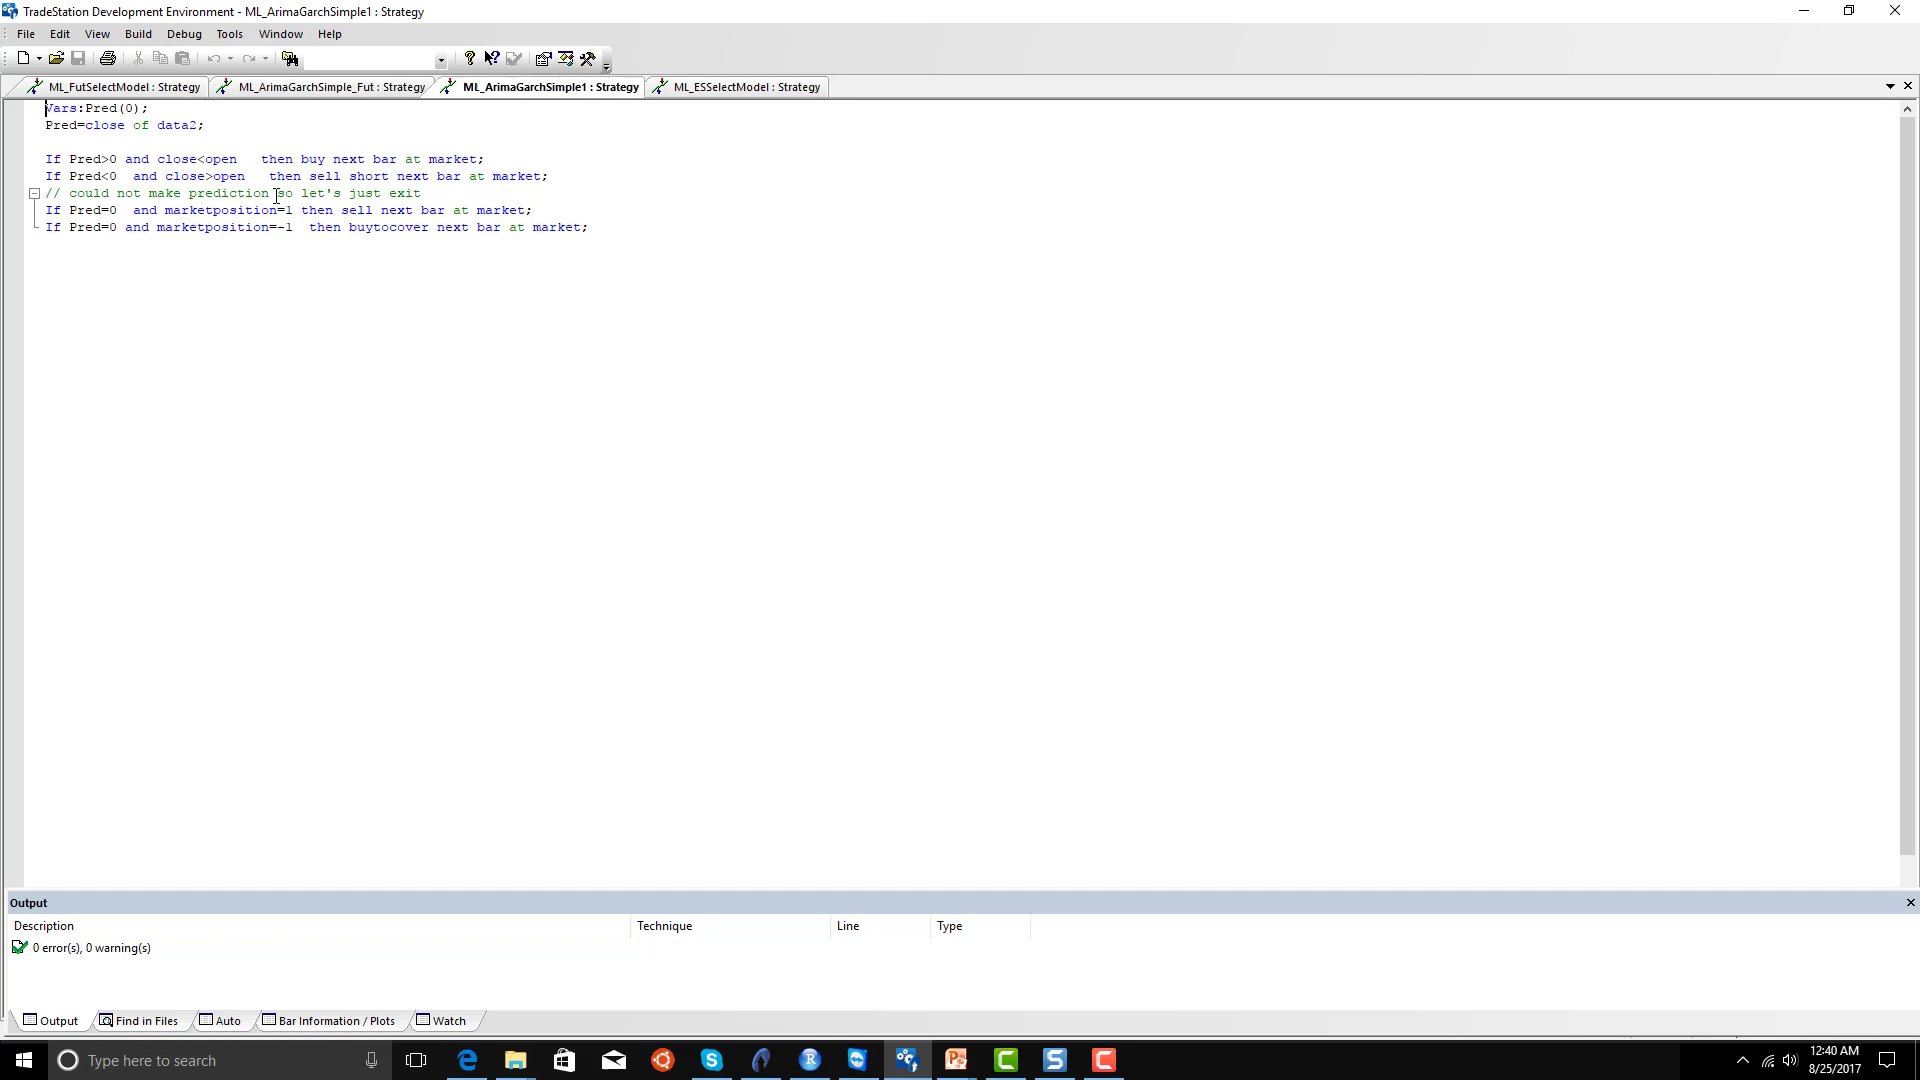 TradeStation Development Environment - ML_ArimaGarchSimple1 : Strategy
File Edit View Build Debug Tools Window Help
ML_FutSelectModel : Strategy ML_ArimaGarchSimple_Fut : Strategy ML_ArimaGarchSimple1 : Strategy ML_ESSelectModel : Strategy
Vars:Pred(0);
Pred=close of data2;
If Pred>0 and close<open   then buy next bar at market;
If Pred<0  and close>open   then sell short next bar at market;
// could not make prediction so let's just exit
If Pred=0  and marketposition=1 then sell next bar at market;
If Pred=0 and marketposition=-1  then buytocover next bar at market;
Output
Description Technique Line Type
0 error(s), 0 warning(s)
Output Find in Files Auto Bar Information / Plots Watch
Type here to search
12:40 AM
8/25/2017